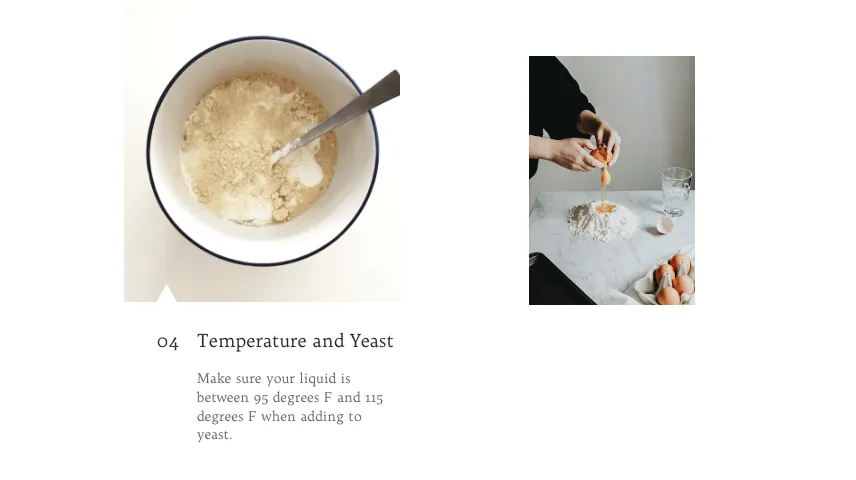 04 Temperature and Yeast
Make sure your liquid is
between 95 degrees F and 115
degrees F when adding to
yeast.